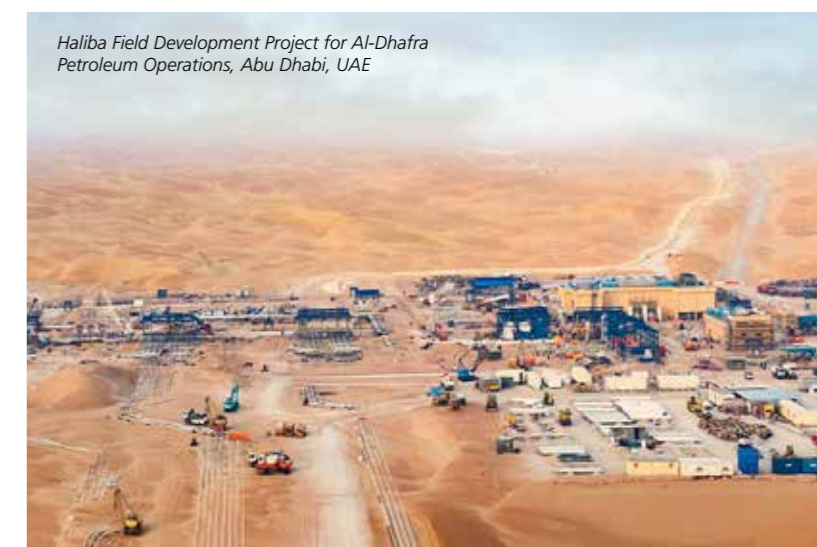 Haliba Field Development Project for Al-Dhafra
Petroleum Operations, Abu Dhabi, UAE